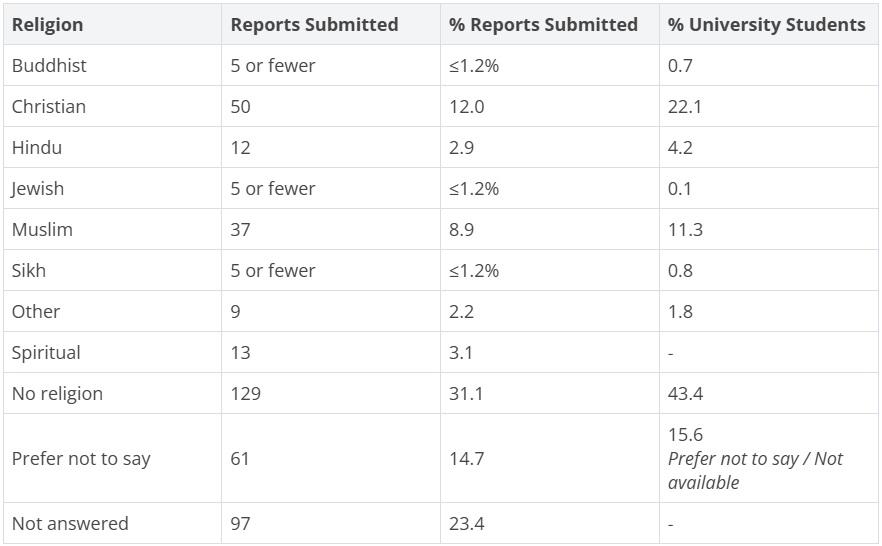 Religion Reports Submitted % Reports Submitted % University Students
Buddhist 5 or fewer ≤1.2% 0.7
Christian 50 12.0 22.1
Hindu 12 2.9 4.2
Jewish 5 or fewer ≤1.2% 0.1
Muslim 37 8.9 11.3
Sikh 5 or fewer ≤1.2% 0.8
Other 9 2.2 1.8
Spiritual 13 3.1 -
No religion 129 31.1 43.4
Prefer not to say 61 14.7 15.6
Prefer not to say / Not
available
Not answered 97 23.4 -